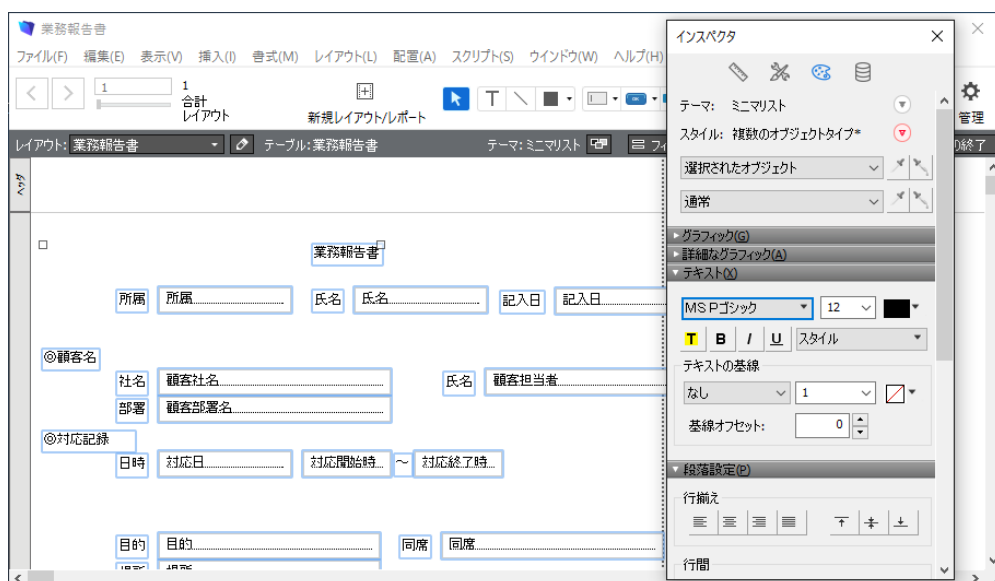 業務報告書
ファイル(F) 編集(E) 表示(V) 挿入(I) 書式(M) レイアウト(L) 配置(A) スクリプト(S) ウインドウ(W) ヘルプ(H)
1
1
合計
レイアウト
新規レイアウト/レポート
T
管理
レイアウト: 業務報告書 テーブル: 業務報告書 テーマ: ミニマリスト フィ の終了
ヘッダ
業務報告書
所属 所属 氏名 氏名 記入日 記入日
◎顧客名
社名 顧客社名 氏名 顧客担当者
部署 顧客部署名
◎対応記録
日時 対応日 対応開始時 ～ 対応終了時
目的 目的 同席 同席
場所 場所
インスペクタ
テーマ: ミニマリスト
スタイル: 複数のオブジェクトタイプ*
選択されたオブジェクト
通常
グラフィック(G)
詳細なグラフィック(A)
テキスト(X)
MS Pゴシック 12
T B I U スタイル
テキストの基線
なし 1
基線オフセット: 0
段落設定(P)
行揃え
行間